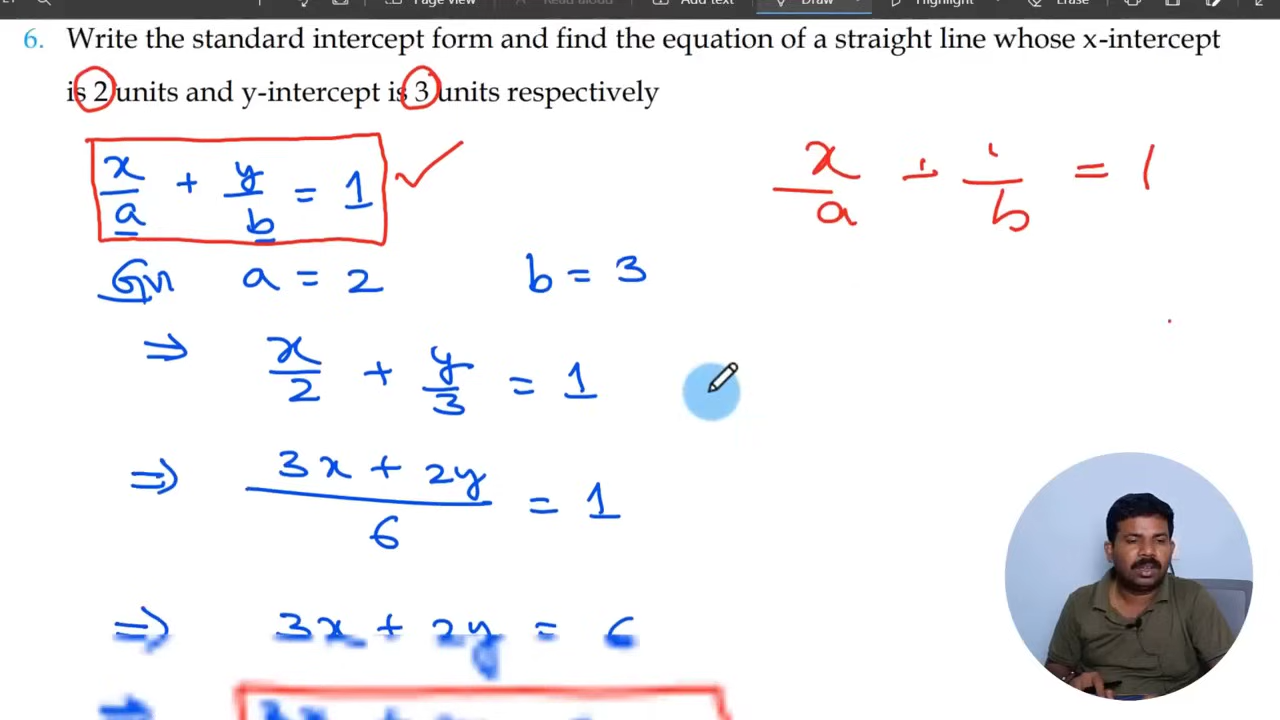 Page view Read aloud Add text Draw Highlight Erase
6. Write the standard intercept form and find the equation of a straight line whose x-intercept
is 2 units and y-intercept is 3 units respectively
x/a + y/b = 1
x/a + /b = 1
Gn a = 2 b = 3
⇒ x/2 + y/3 = 1
⇒ 3x + 2y / 6 = 1
⇒ 3x + 2y = 6